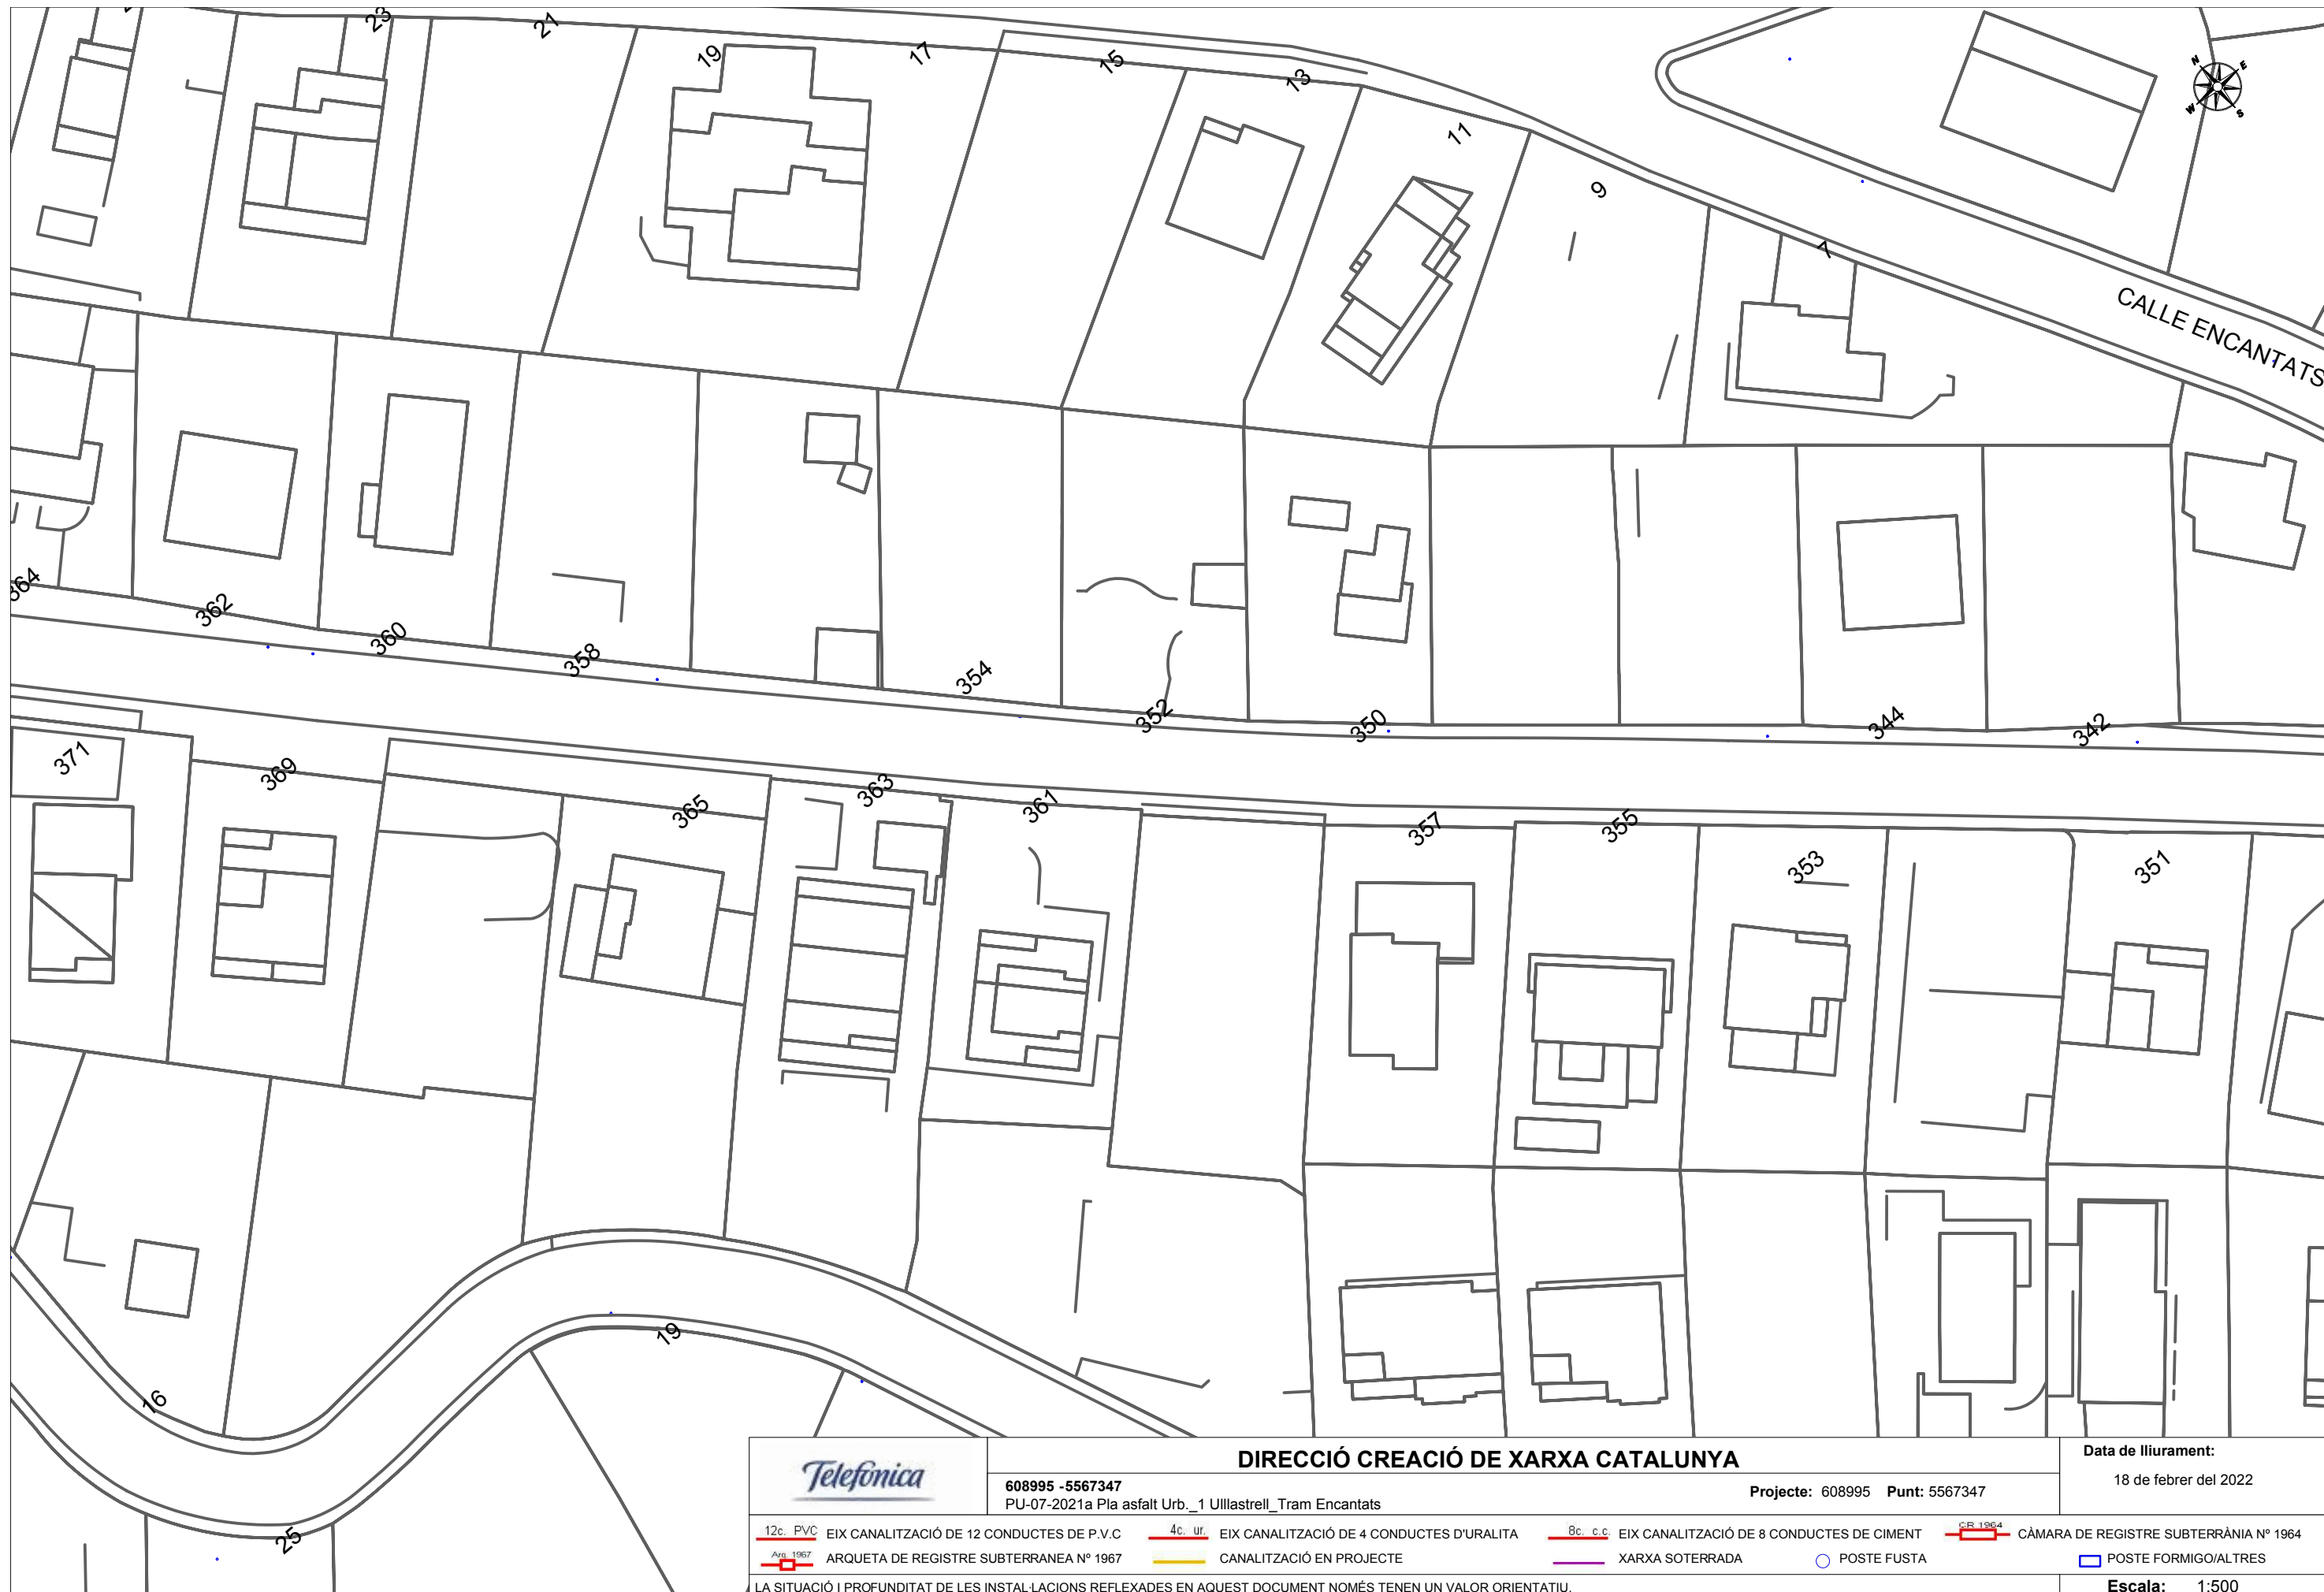 23
21
19
17
15
13
11
9
7
N
E
W
S
CALLE ENCANTATS
364
362
360
358
354
352
350
344
342
371
369
365
363
361
357
355
353
351
19
16
25
Telefónica
DIRECCIÓ CREACIÓ DE XARXA CATALUNYA
608995 -5567347
PU-07-2021a Pla asfalt Urb._1 Ulllastrell_Tram Encantats
Projecte: 608995 Punt: 5567347
Data de lliurament:
18 de febrer del 2022
12c. PVC EIX CANALITZACIÓ DE 12 CONDUCTES DE P.V.C
4c. ur. EIX CANALITZACIÓ DE 4 CONDUCTES D'URALITA
8c. c.c. EIX CANALITZACIÓ DE 8 CONDUCTES DE CIMENT
CR 1964 CÀMARA DE REGISTRE SUBTERRÀNIA Nº 1964
Arq. 1967 ARQUETA DE REGISTRE SUBTERRANEA Nº 1967
CANALITZACIÓ EN PROJECTE
XARXA SOTERRADA
POSTE FUSTA
POSTE FORMIGO/ALTRES
LA SITUACIÓ I PROFUNDITAT DE LES INSTAL·LACIONS REFLEXADES EN AQUEST DOCUMENT NOMÉS TENEN UN VALOR ORIENTATIU.
Escala: 1:500